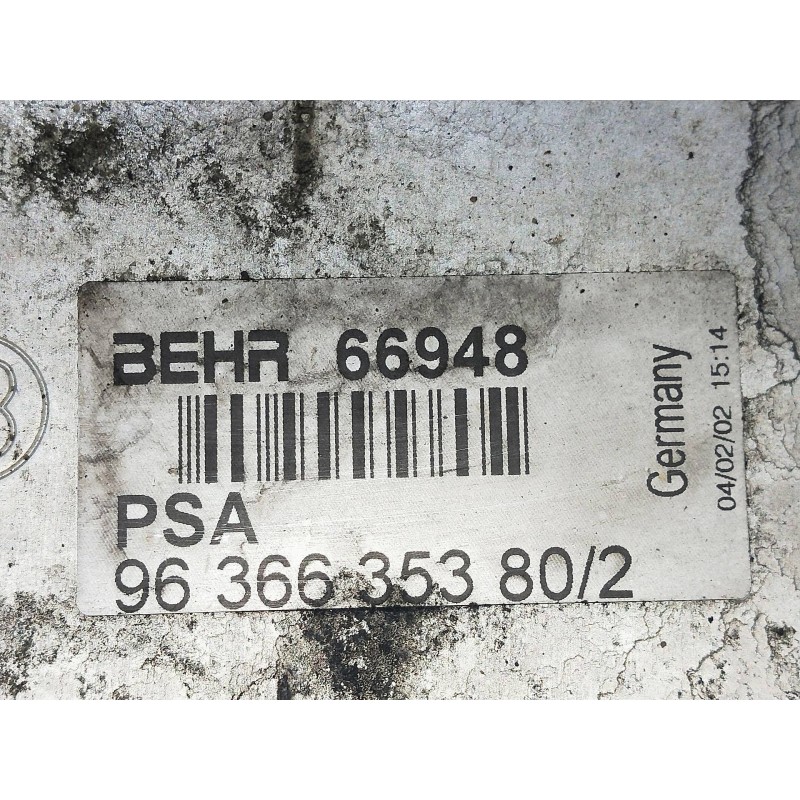 BEHR 66948
PSA
96 366 353 80/2
Germany
04/02/02 15:14